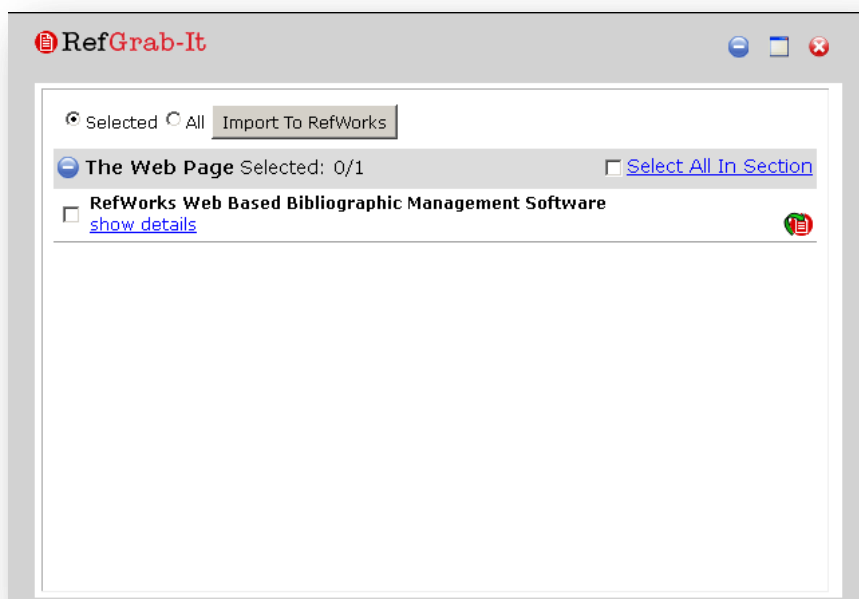 RefGrab-It
Selected All Import To RefWorks
The Web Page Selected: 0/1 Select All In Section
RefWorks Web Based Bibliographic Management Software
show details